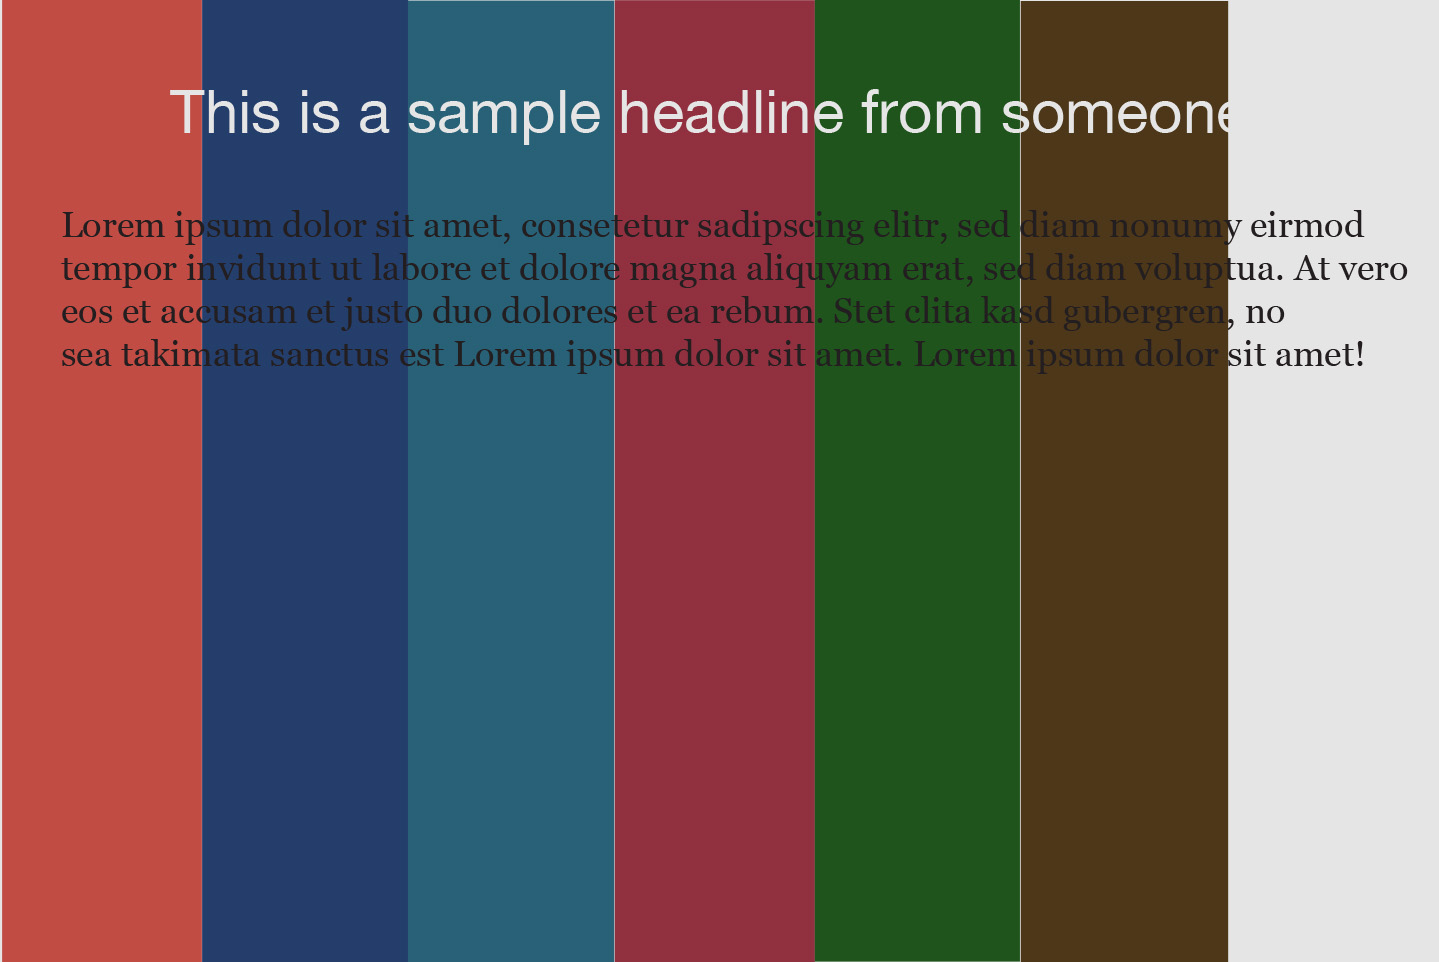 This is a sample headline from someone
Lorem ipsum dolor sit amet, consetetur sadipscing elitr, sed diam nonumy eirmod
tempor invidunt ut labore et dolore magna aliquyam erat, sed diam voluptua. At vero
eos et accusam et justo duo dolores et ea rebum. Stet clita kasd gubergren, no
sea takimata sanctus est Lorem ipsum dolor sit amet. Lorem ipsum dolor sit amet!